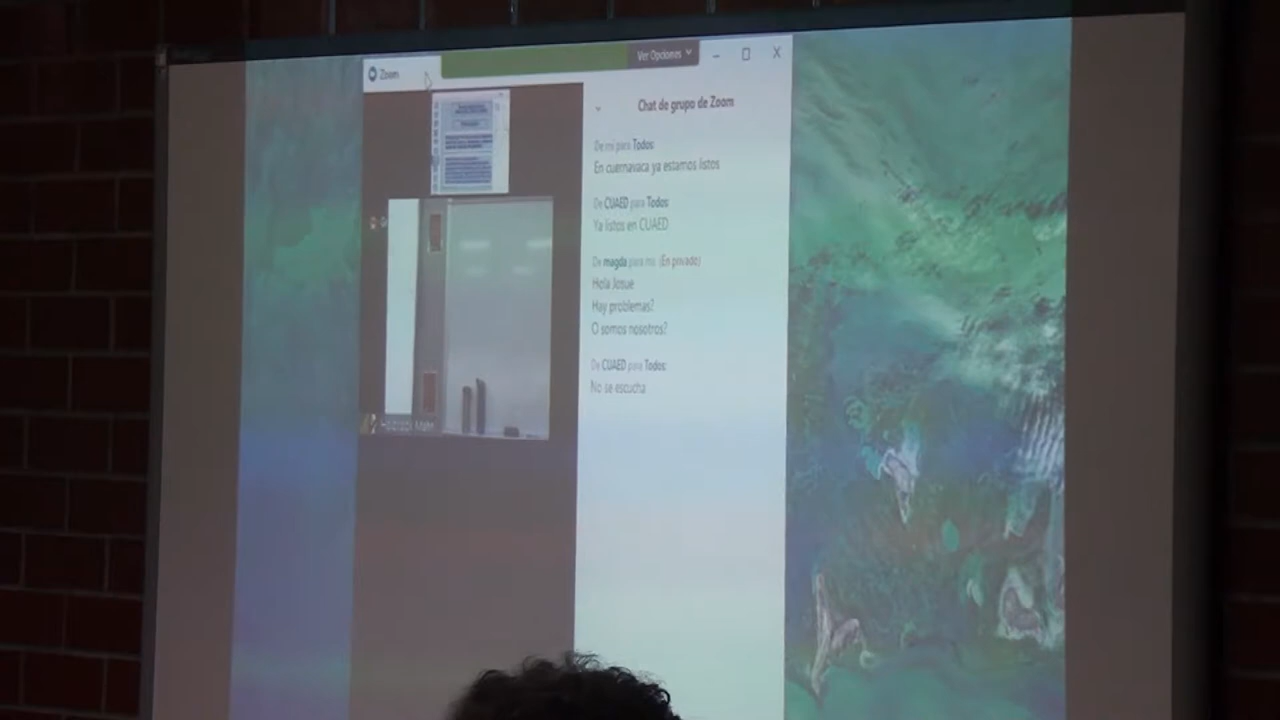 Zoom
Ver Opciones
Chat de grupo de Zoom
De mi para Todos:
En cuernavaca ya estamos listos
De CUAED para Todos:
Ya listos en CUAED
De magda para mi: (En privado)
Hola Josue
Hay problemas?
O somos nosotros?
De CUAED para Todos:
No se escucha